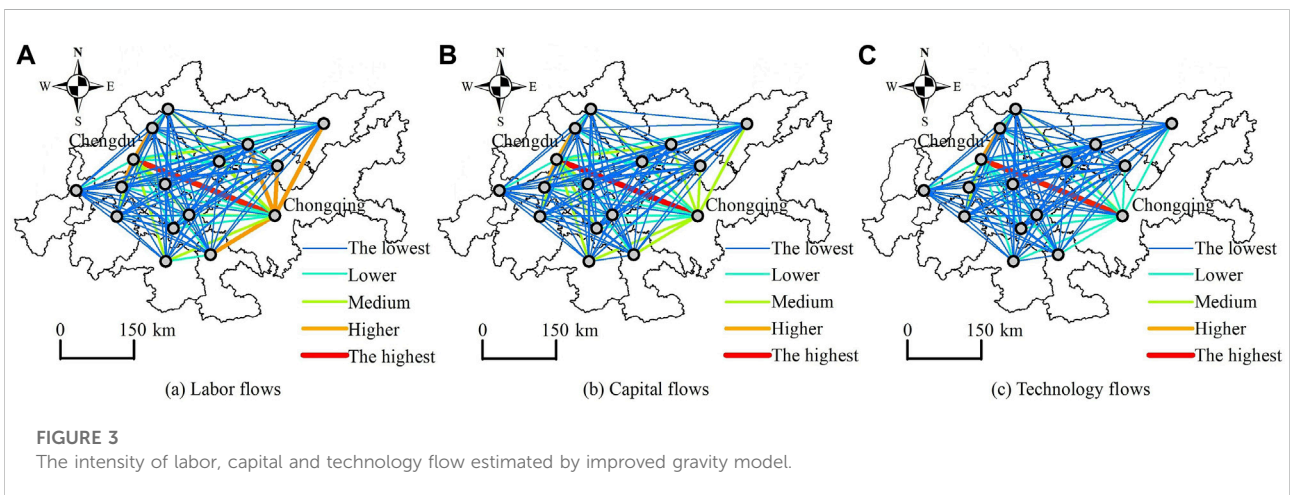 A
N
W
E
S
Chengdu
Chongqing
The lowest
Lower
Medium
Higher
The highest
0
150 km
(a) Labor flows
B
N
W
E
S
Chengdu
Chongqing
The lowest
Lower
Medium
Higher
The highest
0
150 km
(b) Capital flows
C
N
W
E
S
Chengdu
Chongqing
The lowest
Lower
Medium
Higher
The highest
0
150 km
(c) Technology flows
FIGURE 3
The intensity of labor, capital and technology flow estimated by improved gravity model.